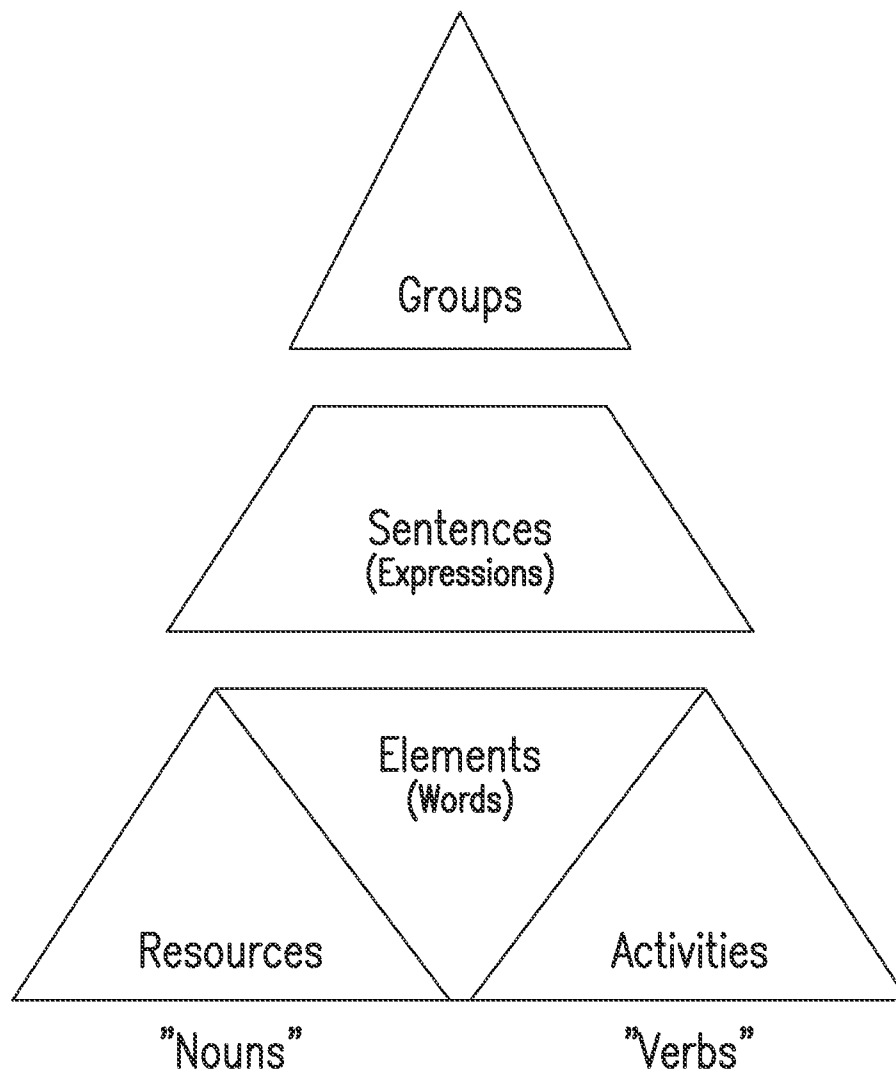 Groups
Sentences
(Expressions)
Elements
(Words)
Resources
Activities
”Nouns”
”Verbs”